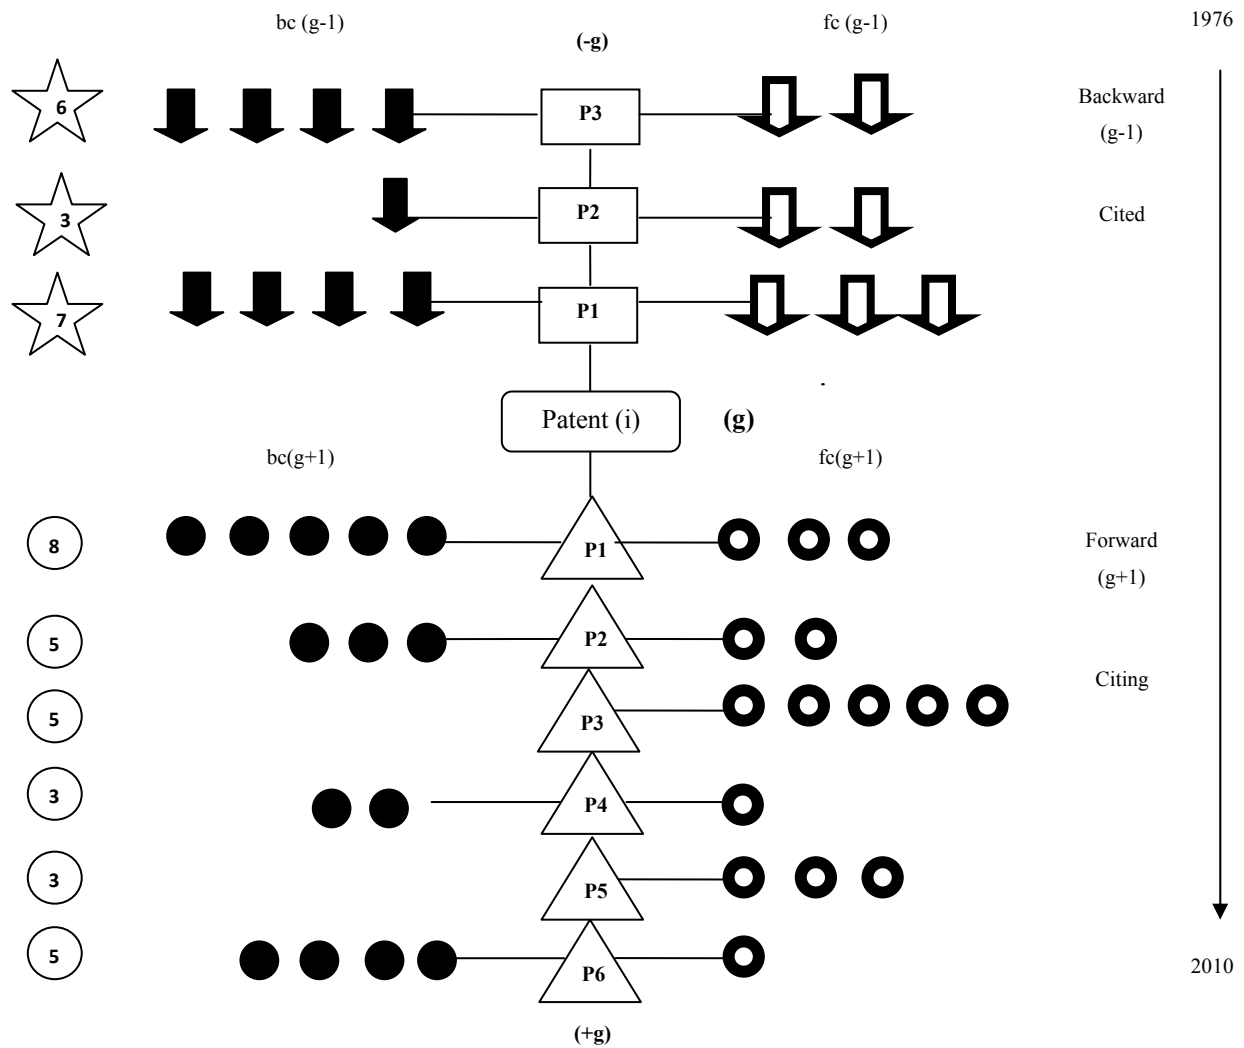 bc (g-1)
(-g)
fc (g-1)
1976
6
P3
Backward
(g-1)
3
P2
Cited
7
P1
Patent (i)
(g)
bc(g+1)
fc(g+1)
8
P1
Forward
(g+1)
5
P2
Citing
5
P3
3
P4
3
P5
5
P6
2010
(+g)